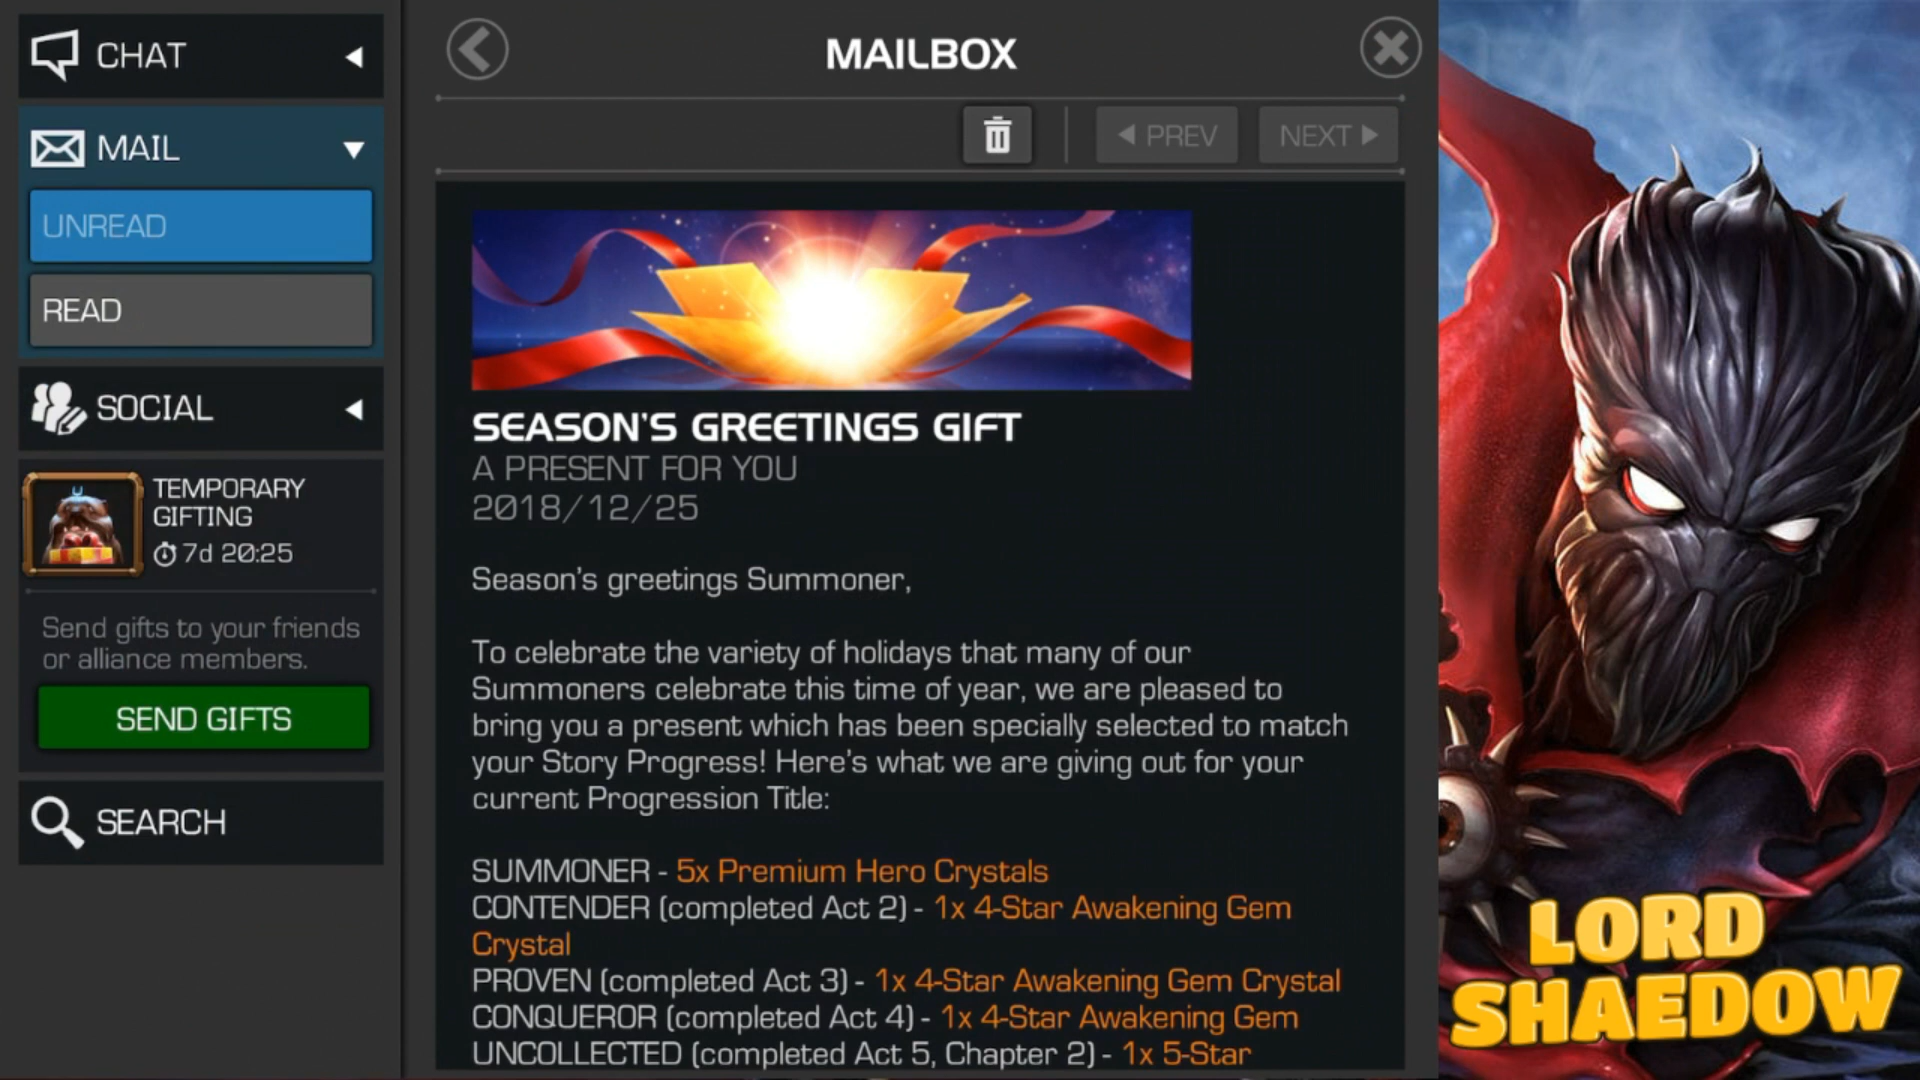 CHAT
MAIL
UNREAD
READ
SOCIAL
TEMPORARY
GIFTING
7d 20:25
Send gifts to your friends
or alliance members.
SEND GIFTS
SEARCH
MAILBOX
PREV
NEXT
SEASON'S GREETINGS GIFT
A PRESENT FOR YOU
2018/12/25
Season's greetings Summoner,
To celebrate the variety of holidays that many of our
Summoners celebrate this time of year, we are pleased to
bring you a present which has been specially selected to match
your Story Progress! Here's what we are giving out for your
current Progression Title:
SUMMONER - 5x Premium Hero Crystals
CONTENDER (completed Act 2) - 1x 4-Star Awakening Gem
Crystal
PROVEN (completed Act 3) - 1x 4-Star Awakening Gem Crystal
CONQUEROR (completed Act 4) - 1x 4-Star Awakening Gem
UNCOLLECTED (completed Act 5, Chapter 2) - 1x 5-Star
LORD
SHAEDOW